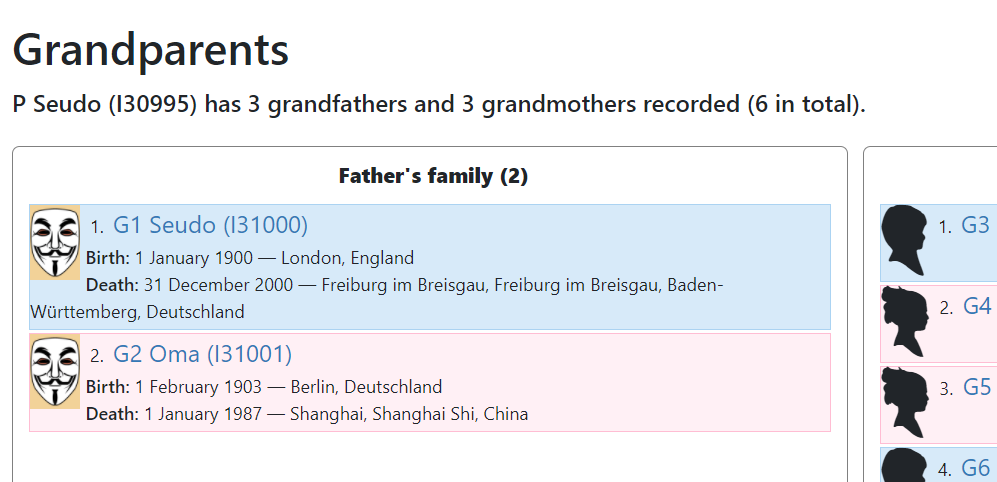 Grandparents
P Seudo (I30995) has 3 grandfathers and 3 grandmothers recorded (6 in total).
Father's family (2)
1. G1 Seudo (I31000)
Birth: 1 January 1900 — London, England
Death: 31 December 2000 — Freiburg im Breisgau, Freiburg im Breisgau, Baden-
Württemberg, Deutschland
2. G2 Oma (I31001)
Birth: 1 February 1903 — Berlin, Deutschland
Death: 1 January 1987 — Shanghai, Shanghai Shi, China
1. G3
2. G4
3. G5
4. G6